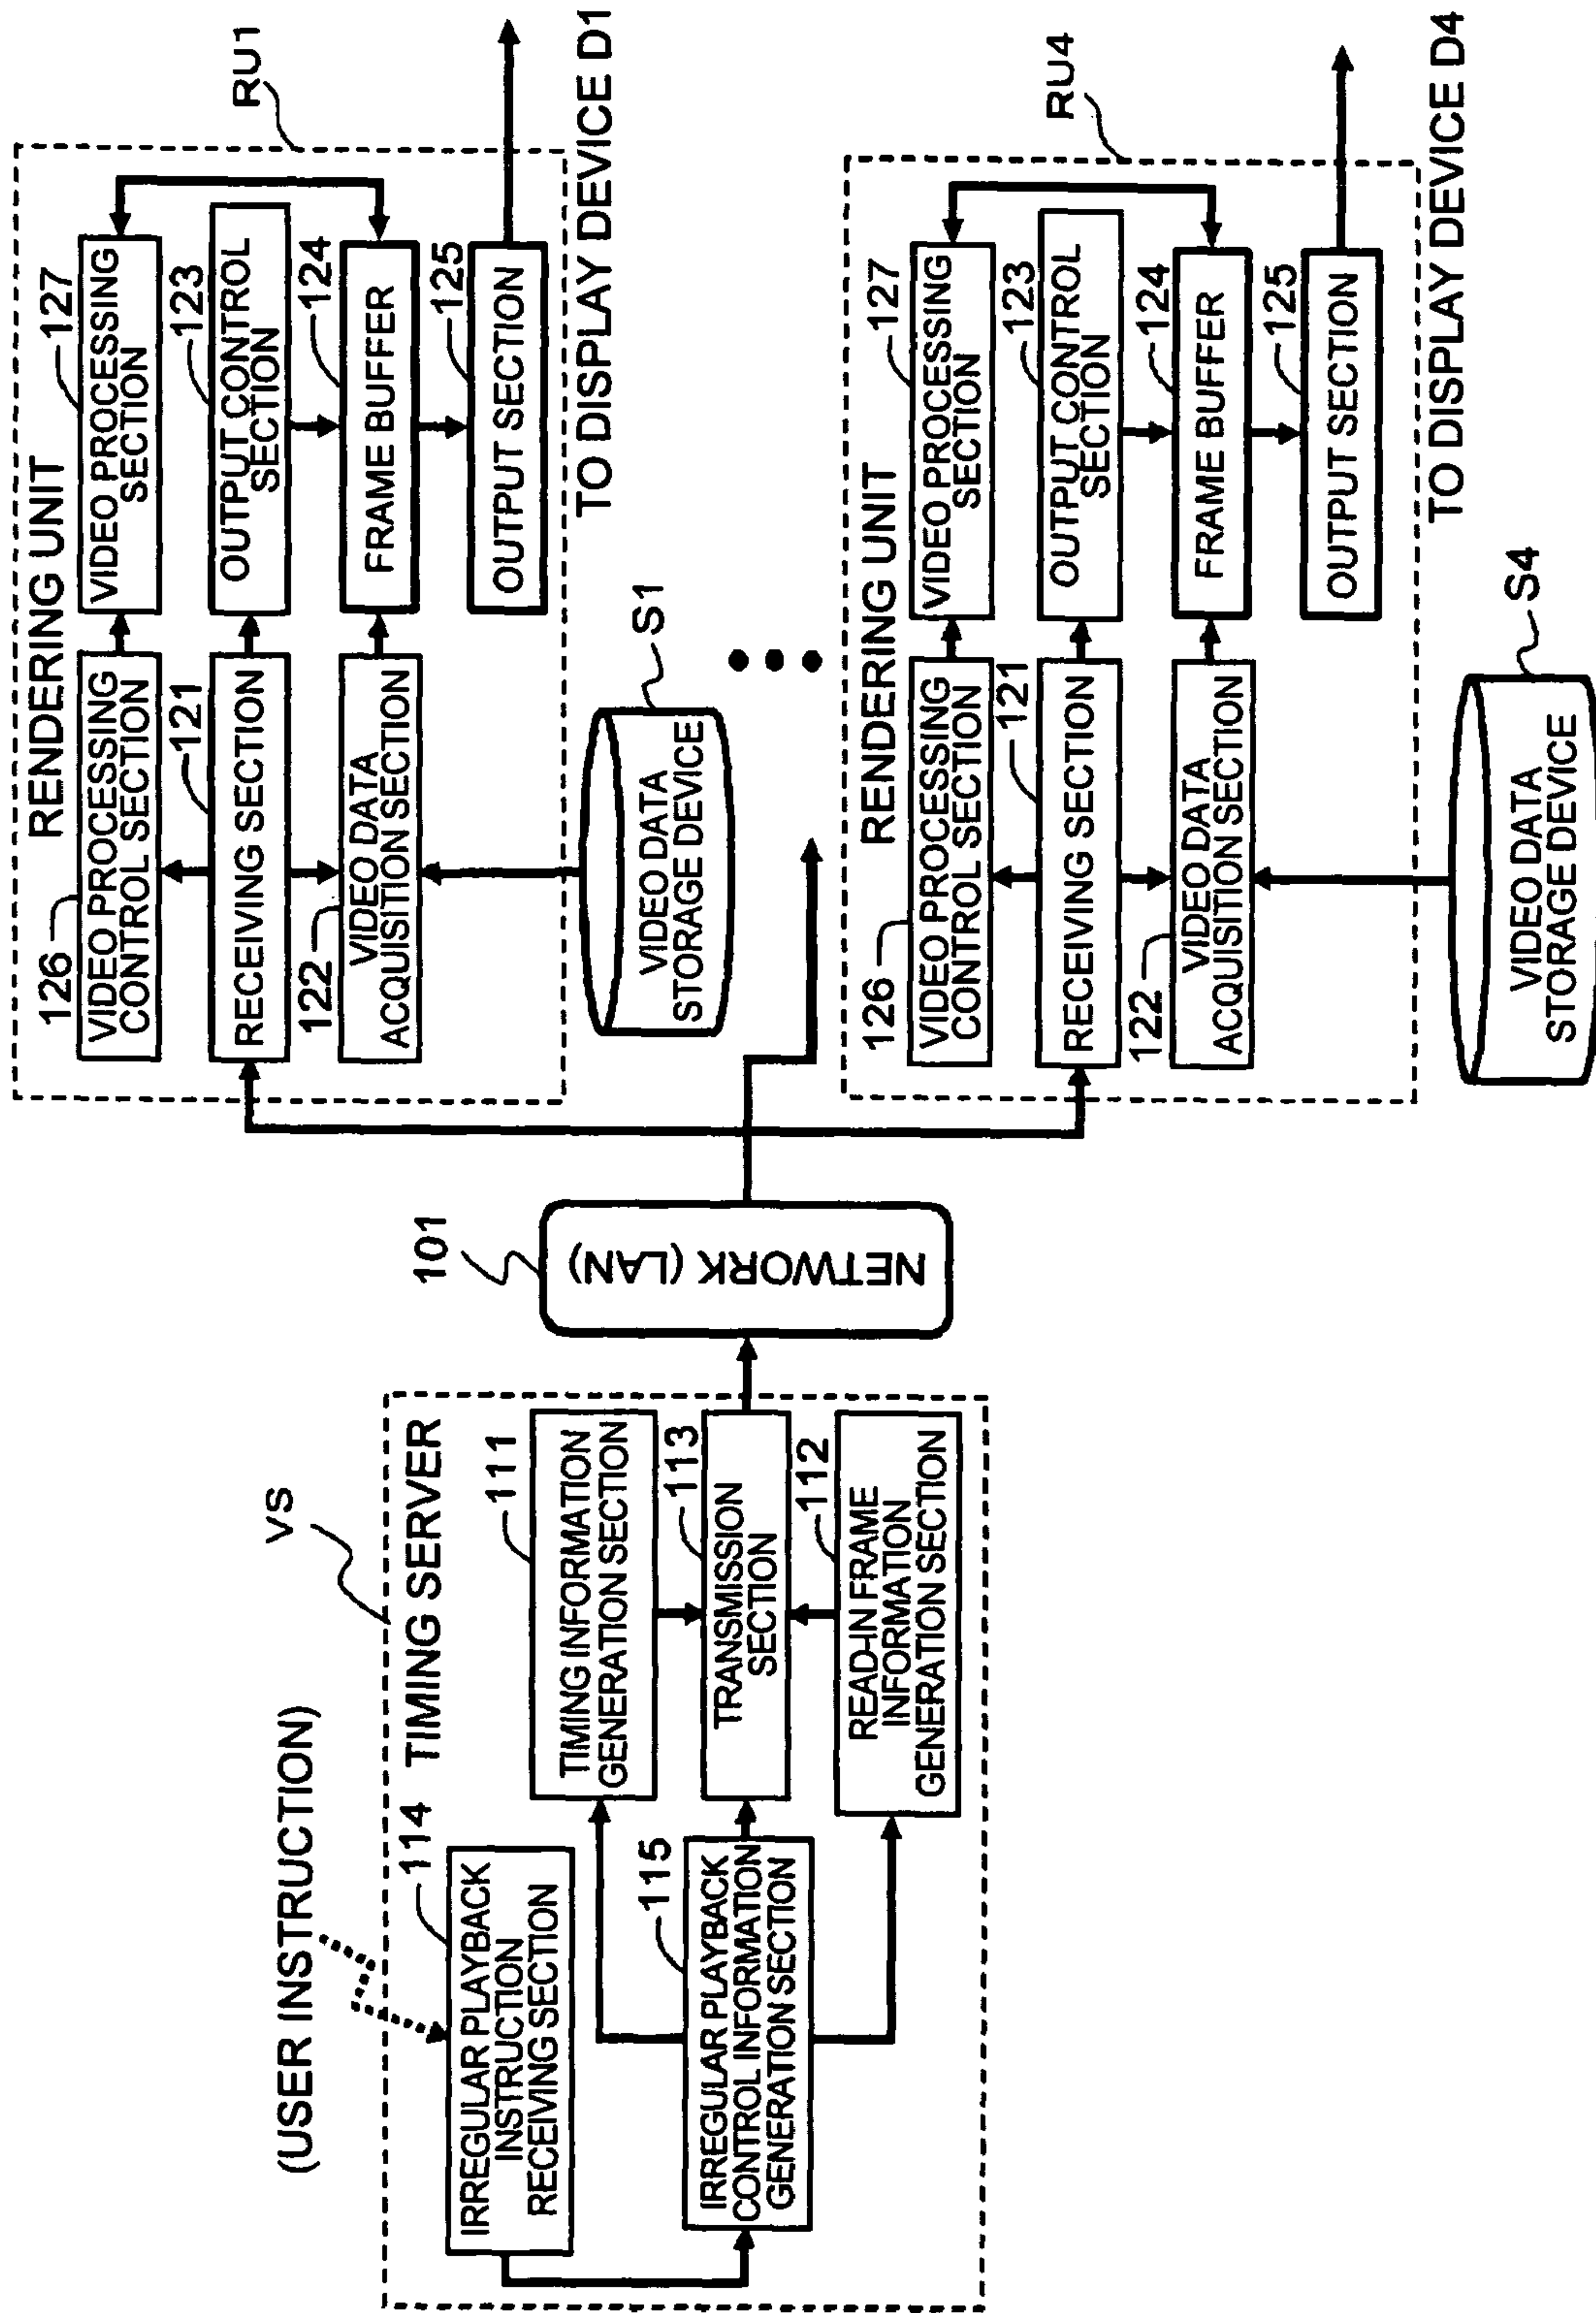 (USER INSTRUCTION)
VS
TIMING SERVER
114
IRREGULAR PLAYBACK
INSTRUCTION
RECEIVING SECTION
115
IRREGULAR PLAYBACK
CONTROL INFORMATION
GENERATION SECTION
111
TIMING INFORMATION
GENERATION SECTION
113
TRANSMISSION
SECTION
112
READ-IN FRAME
INFORMATION
GENERATION SECTION
101
NETWORK (LAN)
RU1
RENDERING UNIT
126
VIDEO PROCESSING
CONTROL SECTION
127
VIDEO PROCESSING
SECTION
121
RECEIVING SECTION
123
OUTPUT CONTROL
SECTION
122
VIDEO DATA
ACQUISITION SECTION
124
FRAME BUFFER
125
OUTPUT SECTION
TO DISPLAY DEVICE D1
S1
VIDEO DATA
STORAGE DEVICE
RU4
RENDERING UNIT
126
VIDEO PROCESSING
CONTROL SECTION
127
VIDEO PROCESSING
SECTION
121
RECEIVING SECTION
123
OUTPUT CONTROL
SECTION
122
VIDEO DATA
ACQUISITION SECTION
124
FRAME BUFFER
125
OUTPUT SECTION
TO DISPLAY DEVICE D4
S4
VIDEO DATA
STORAGE DEVICE